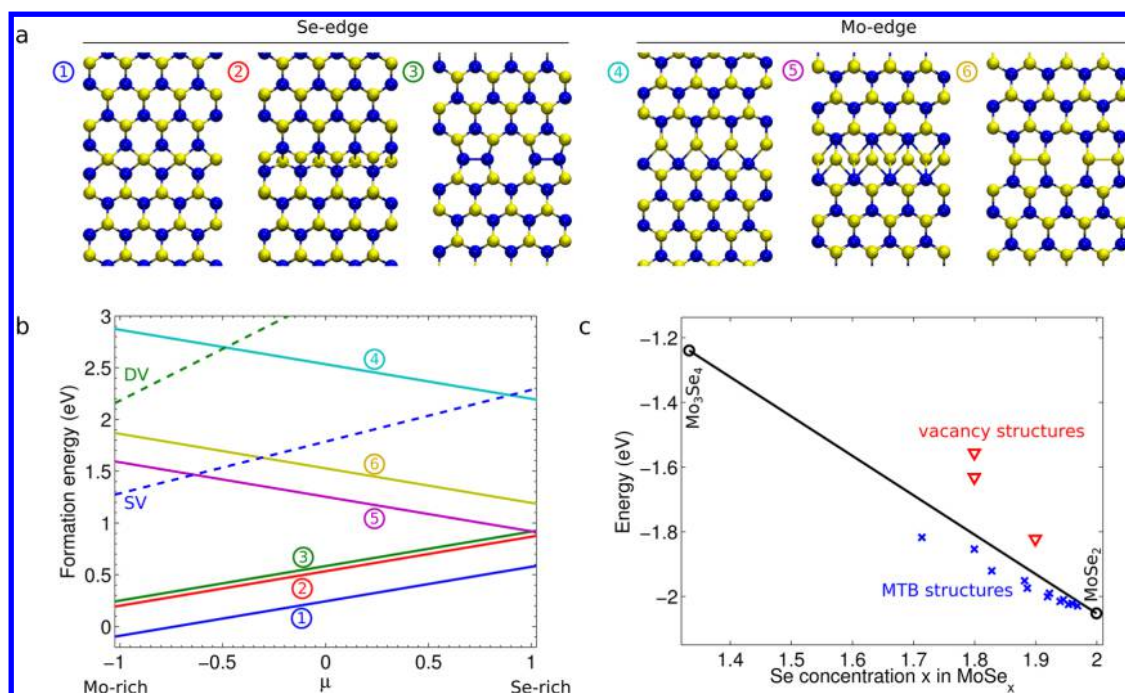 a
Se-edge
Mo-edge
1
2
3
4
5
6
b
c
Formation energy (eV)
3
2.5
2
1.5
1
0.5
0
DV
SV
4
6
5
3
2
1
−1
−0.5
0
0.5
1
Mo-rich
μ
Se-rich
Energy (eV)
−1.2
−1.4
−1.6
−1.8
−2
Mo₃Se₄
vacancy structures
MTB structures
MoSe₂
1.4
1.5
1.6
1.7
1.8
1.9
2
Se concentration x in MoSeₓ